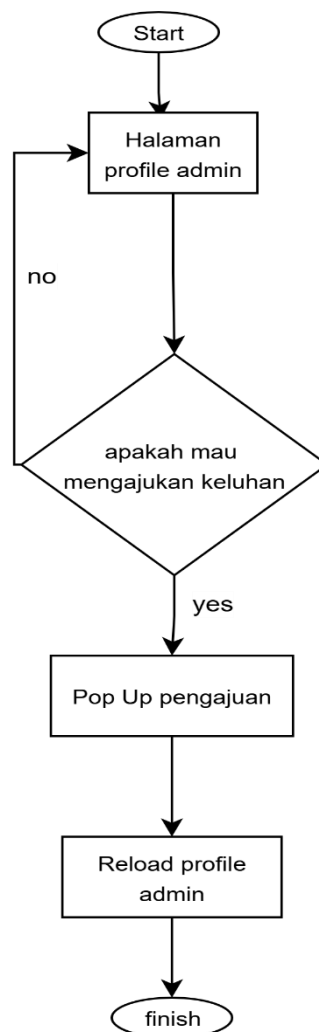 Start
Halaman
profile admin
no
apakah mau
mengajukan keluhan
yes
Pop Up pengajuan
Reload profile
admin
finish